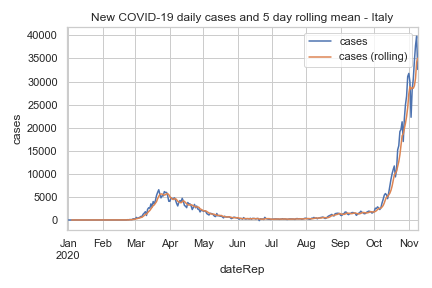 New COVID-19 daily cases and 5 day rolling mean - Italy
cases
cases (rolling)
40000
35000
30000
25000
20000
15000
10000
5000
0
cases
Jan Feb Mar Apr May Jun Jul Aug Sep Oct Nov
2020
dateRep